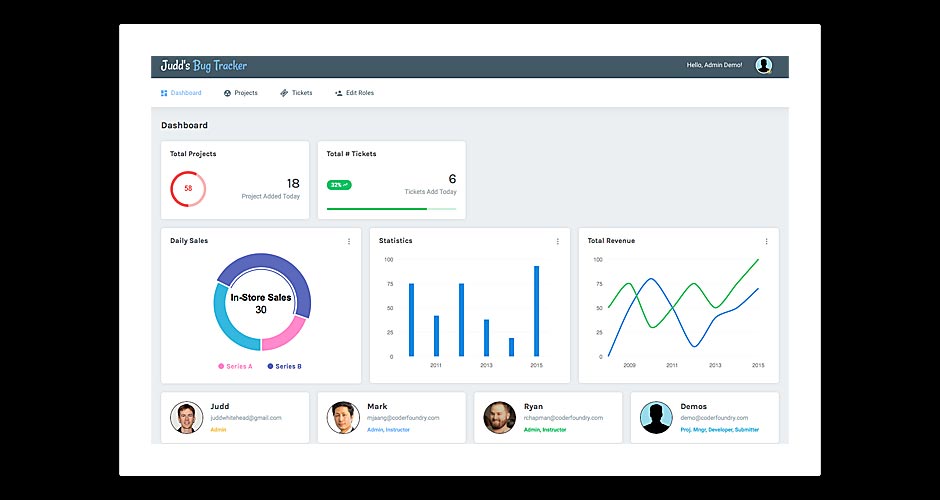 Judd's Bug Tracker
Hello, Admin Demo!
Dashboard
Projects
Tickets
Edit Roles
Dashboard
Total Projects
58
18
Project Added Today
Total # Tickets
32%
6
Tickets Add Today
Daily Sales
In-Store Sales
30
Series A
Series B
Statistics
100
75
50
25
0
2011
2013
2015
Total Revenue
100
75
50
25
0
2009
2011
2013
2015
Judd
juddwhitehead@gmail.com
Admin
Mark
mjaang@coderfoundry.com
Admin, Instructor
Ryan
rchapman@coderfoundry.com
Admin, Instructor
Demos
demo@coderfoundry.com
Proj. Mngr, Developer, Submitter